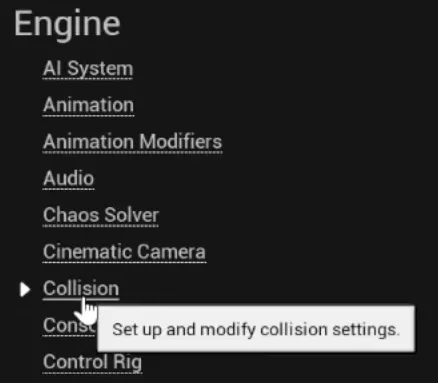 Engine
AI System
Animation
Animation Modifiers
Audio
Chaos Solver
Cinematic Camera
Collision
Set up and modify collision settings.
Control Rig